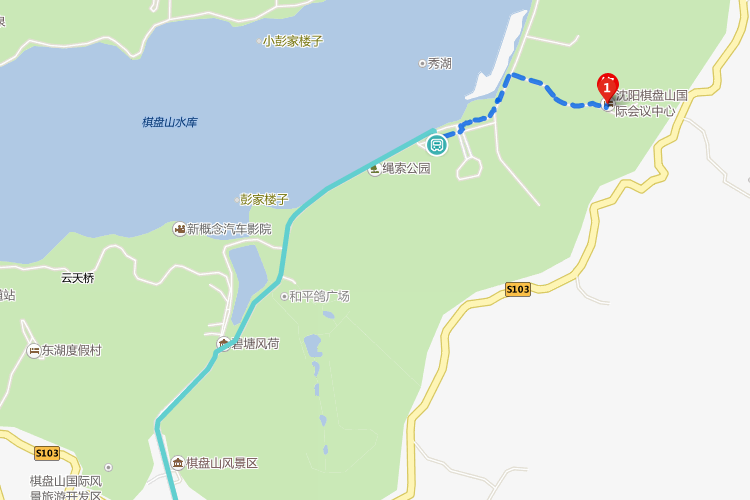 泉
小彭家楼子
秀湖
1
沈阳棋盘山国
际会议中心
棋盘山水库
绳索公园
彭家楼子
新概念汽车影院
云天桥
S103
和平鸽广场
站
碧塘风荷
东湖度假村
S103
棋盘山风景区
棋盘山国际风
景旅游开发区